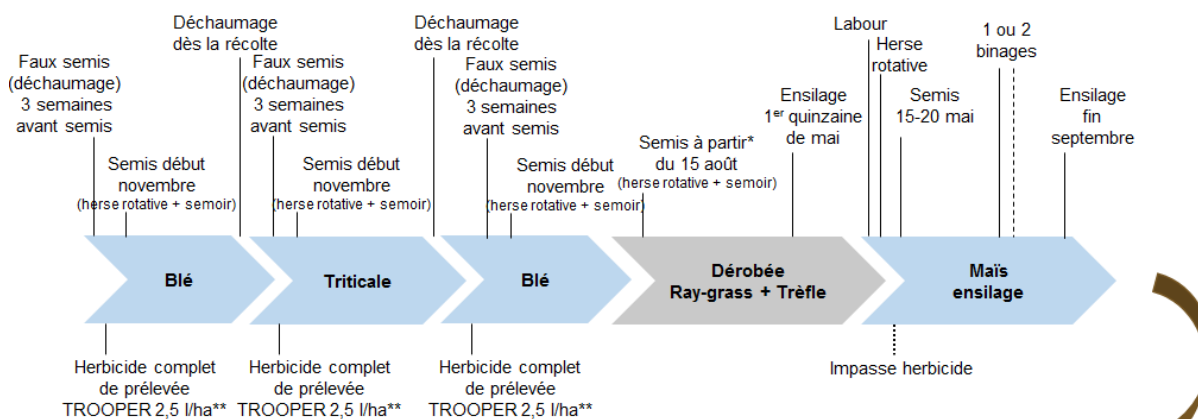 Déchaumage
dès la récolte
Déchaumage
dès la récolte
Labour
1 ou 2
binages
Faux semis
(déchaumage)
3 semaines
avant semis
Faux semis
(déchaumage)
3 semaines
avant semis
Faux semis
(déchaumage)
3 semaines
avant semis
Herse
rotative
Ensilage
1er quinzaine
de mai
Semis
15-20 mai
Ensilage
fin
septembre
Semis début
novembre
(herse rotative + semoir)
Semis début
novembre
(herse rotative + semoir)
Semis début
novembre
(herse rotative + semoir)
Semis à partir*
du 15 août
(herse rotative + semoir)
Blé
Triticale
Blé
Dérobée
Ray-grass + Trèfle
Maïs
ensilage
Herbicide complet
de prélevée
TROOPER 2,5 l/ha**
Herbicide complet
de prélevée
TROOPER 2,5 l/ha**
Herbicide complet
de prélevée
TROOPER 2,5 l/ha**
Impasse herbicide